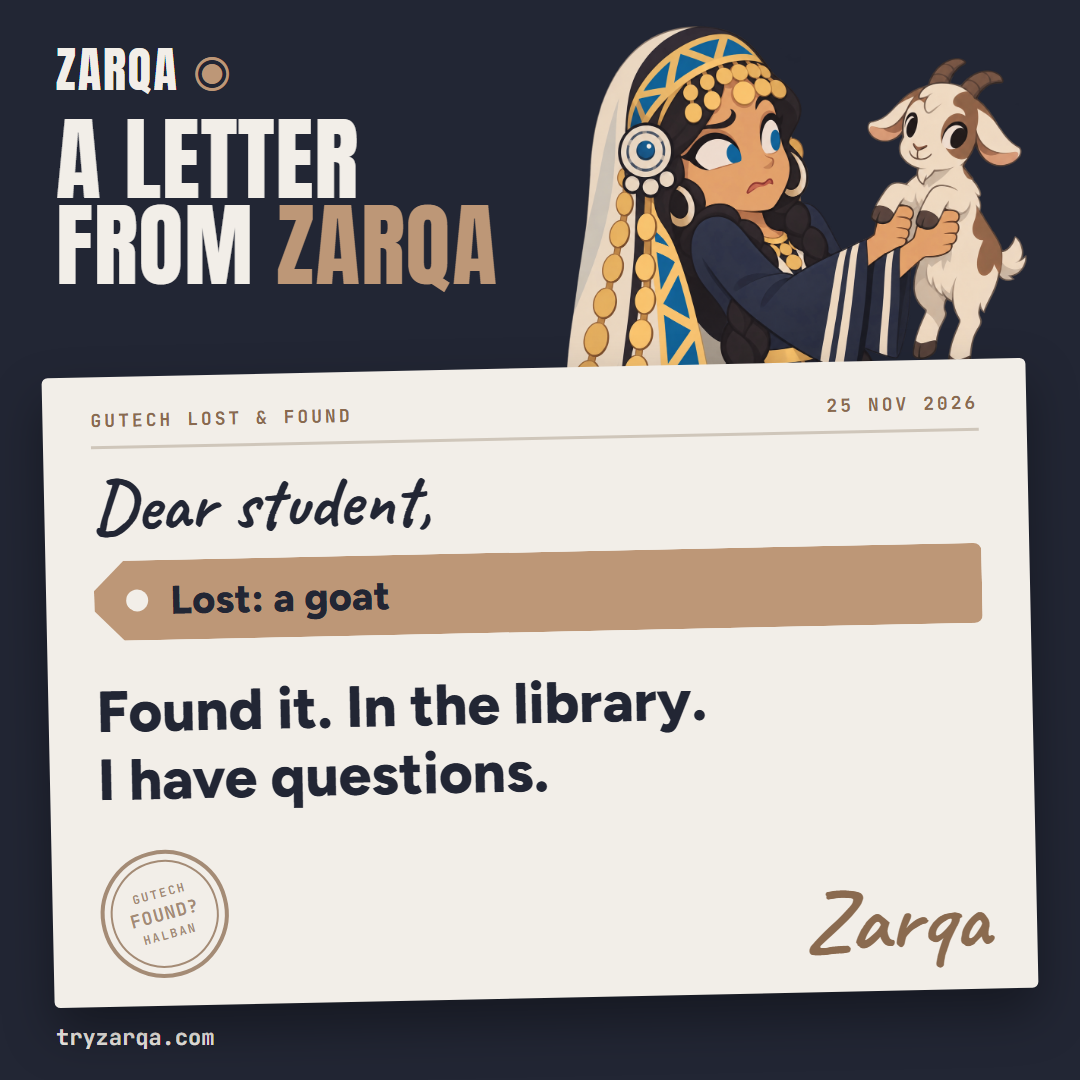 ZARQA
A LETTER
FROM ZARQA
GUTECH LOST & FOUND
25 NOV 2026
Dear student,
Lost: a goat
Found it. In the library.
I have questions.
GUTECH
FOUND?
HALBAN
Zarqa
tryzarqa.com